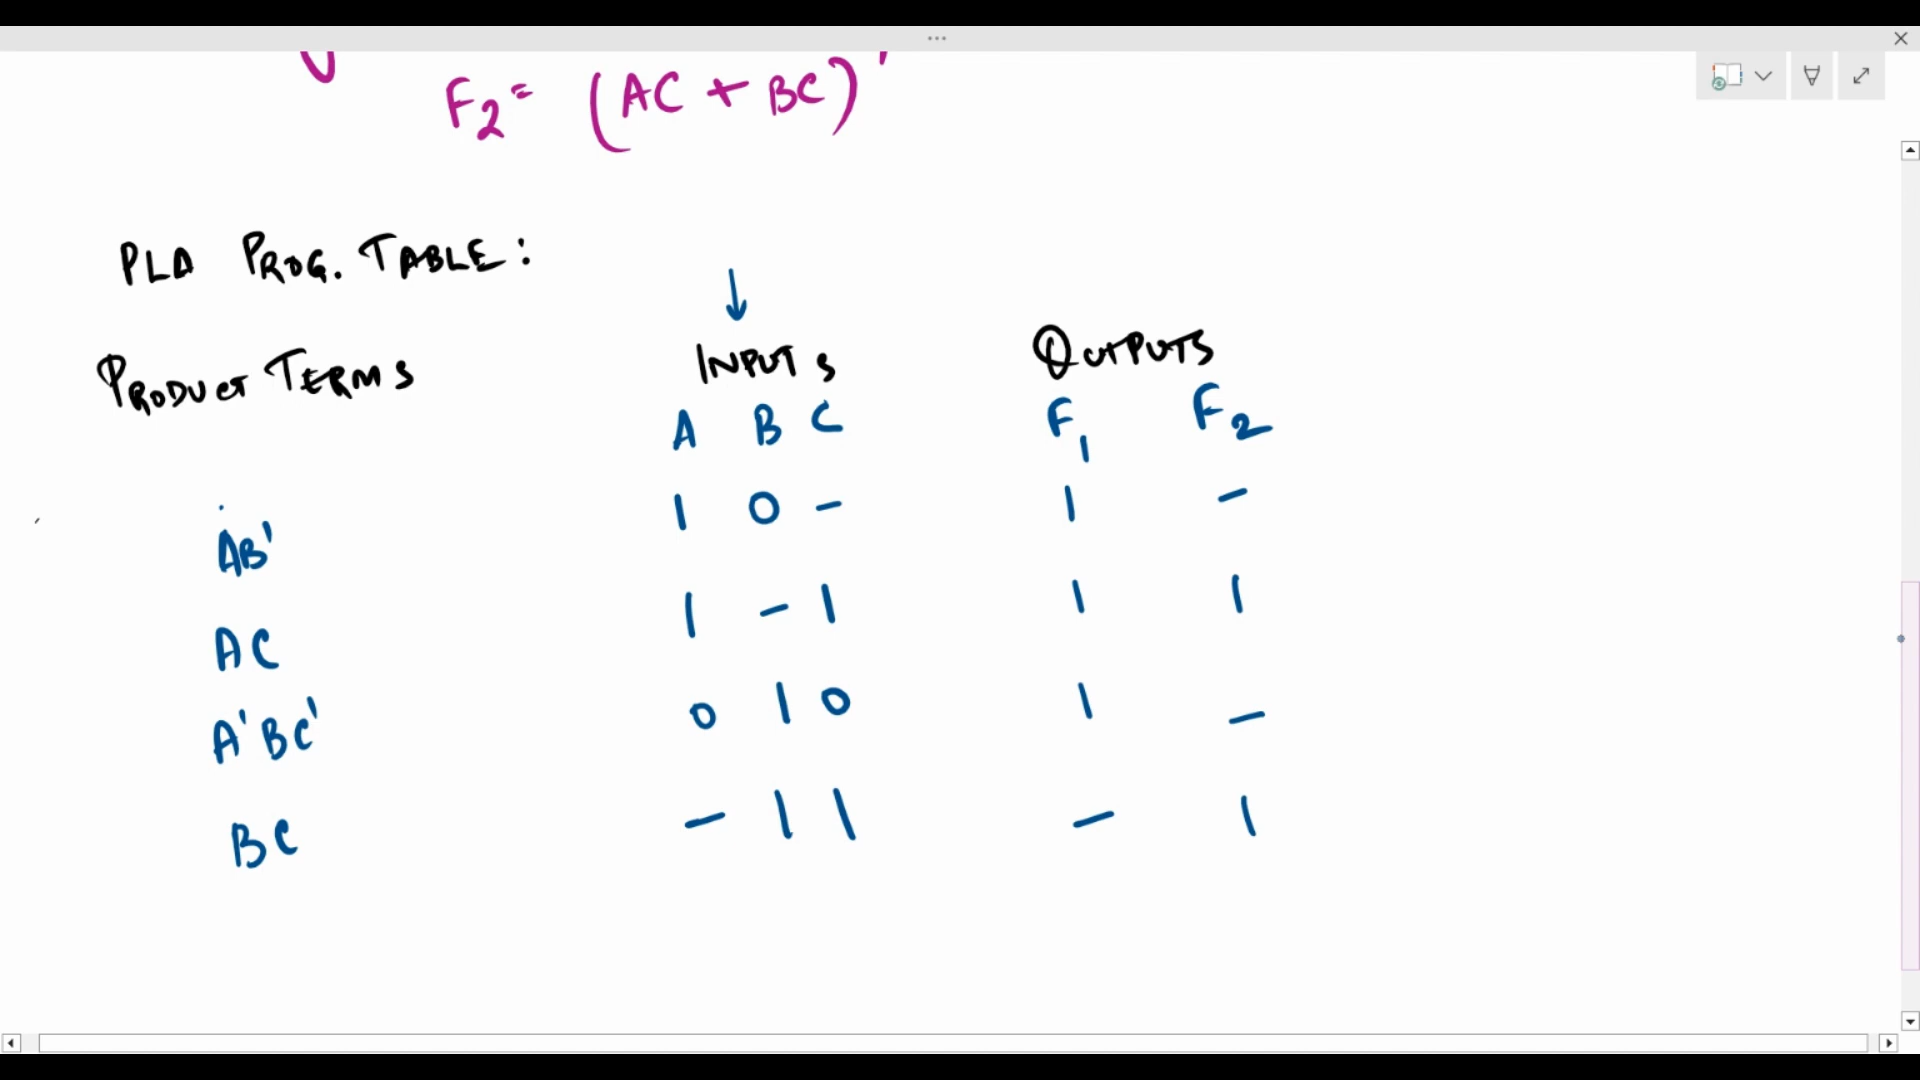 F₂ = (AC + BC)'
PLA PROG. TABLE:
↓
PRODUCT TERMS INPUTS OUTPUTS
A B C F₁ F₂
AB' 1 0 - 1 -
AC 1 - 1 1 1
A'BC' 0 1 0 1 -
BC - 1 1 - 1